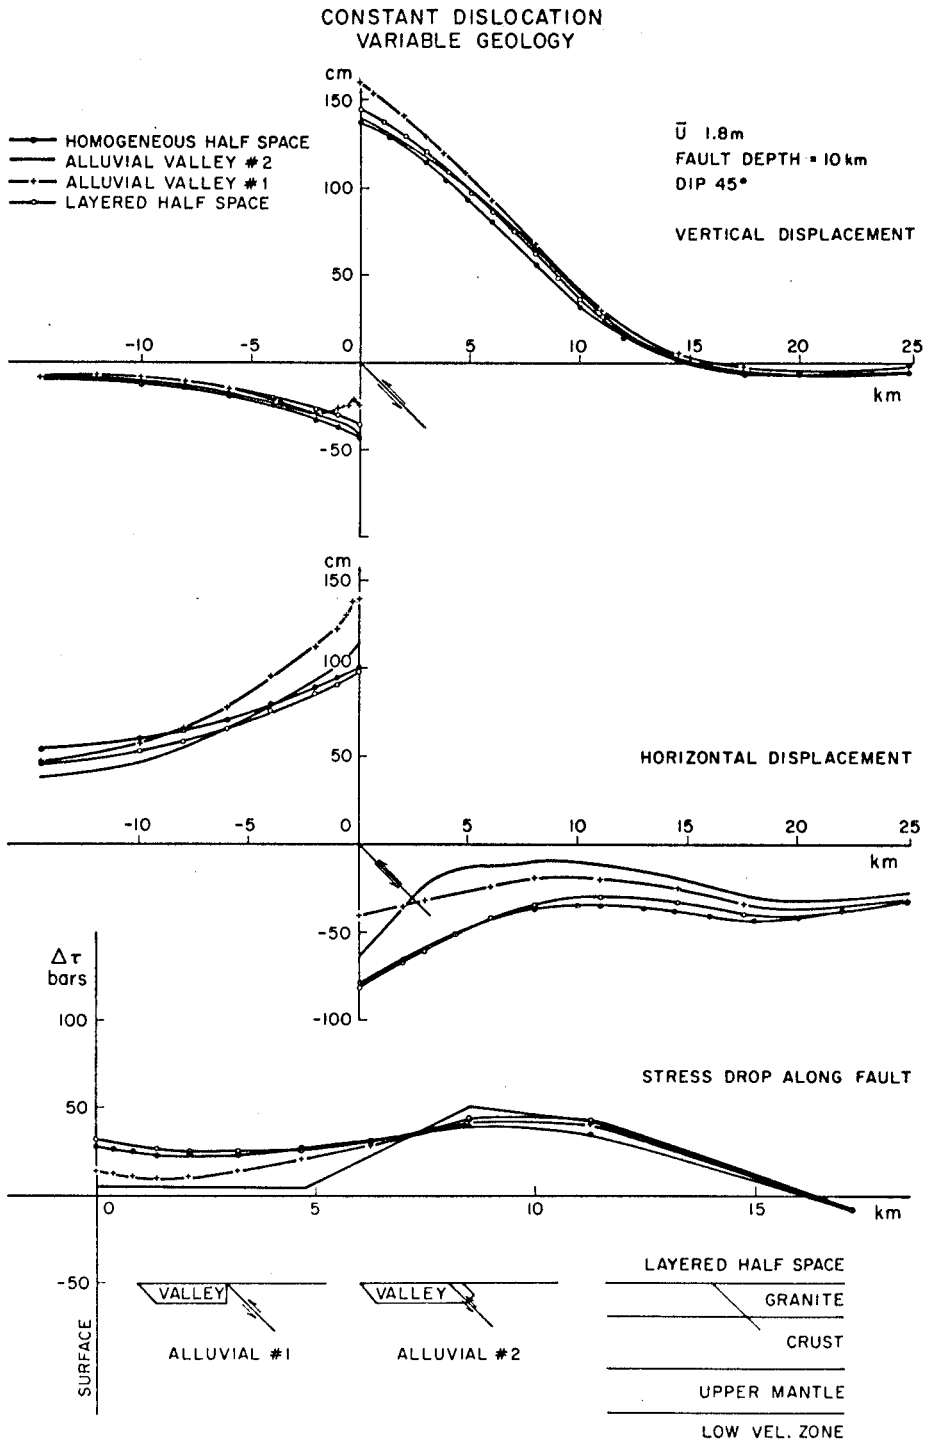 CONSTANT DISLOCATION
VARIABLE GEOLOGY
cm
150
100
50
-50
HOMOGENEOUS HALF SPACE
ALLUVIAL VALLEY #2
ALLUVIAL VALLEY #1
LAYERED HALF SPACE
Ū 1.8m
FAULT DEPTH = 10 km
DIP 45°
VERTICAL DISPLACEMENT
-10 -5 0 5 10 15 20 25
km
cm
150
100
50
-50
-100
HORIZONTAL DISPLACEMENT
-10 -5 0 5 10 15 20 25
km
Δτ
bars
100
50
-50
STRESS DROP ALONG FAULT
0 5 10 15 km
SURFACE
VALLEY
ALLUVIAL #1
VALLEY
ALLUVIAL #2
LAYERED HALF SPACE
GRANITE
CRUST
UPPER MANTLE
LOW VEL. ZONE